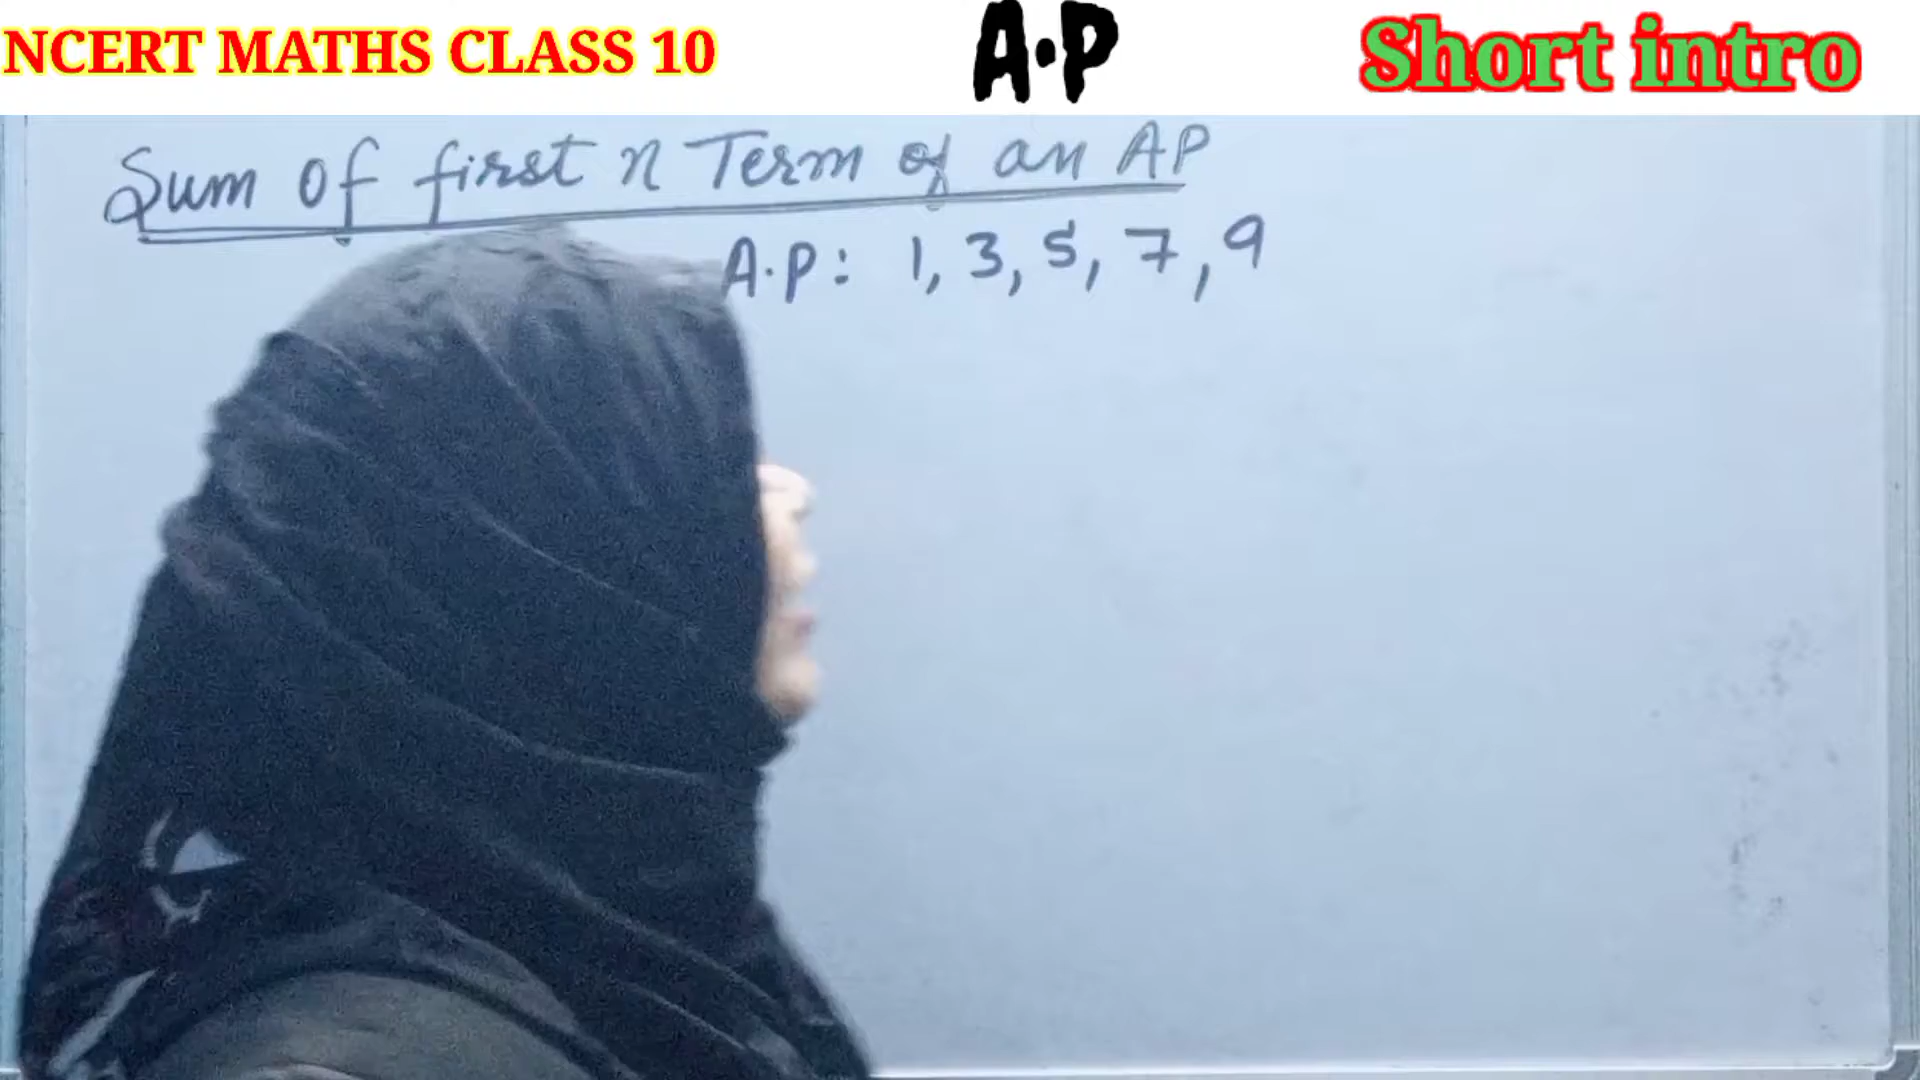 NCERT MATHS CLASS 10
A.P
Short intro
Sum of first n Term of an AP
A.P: 1, 3, 5, 7, 9